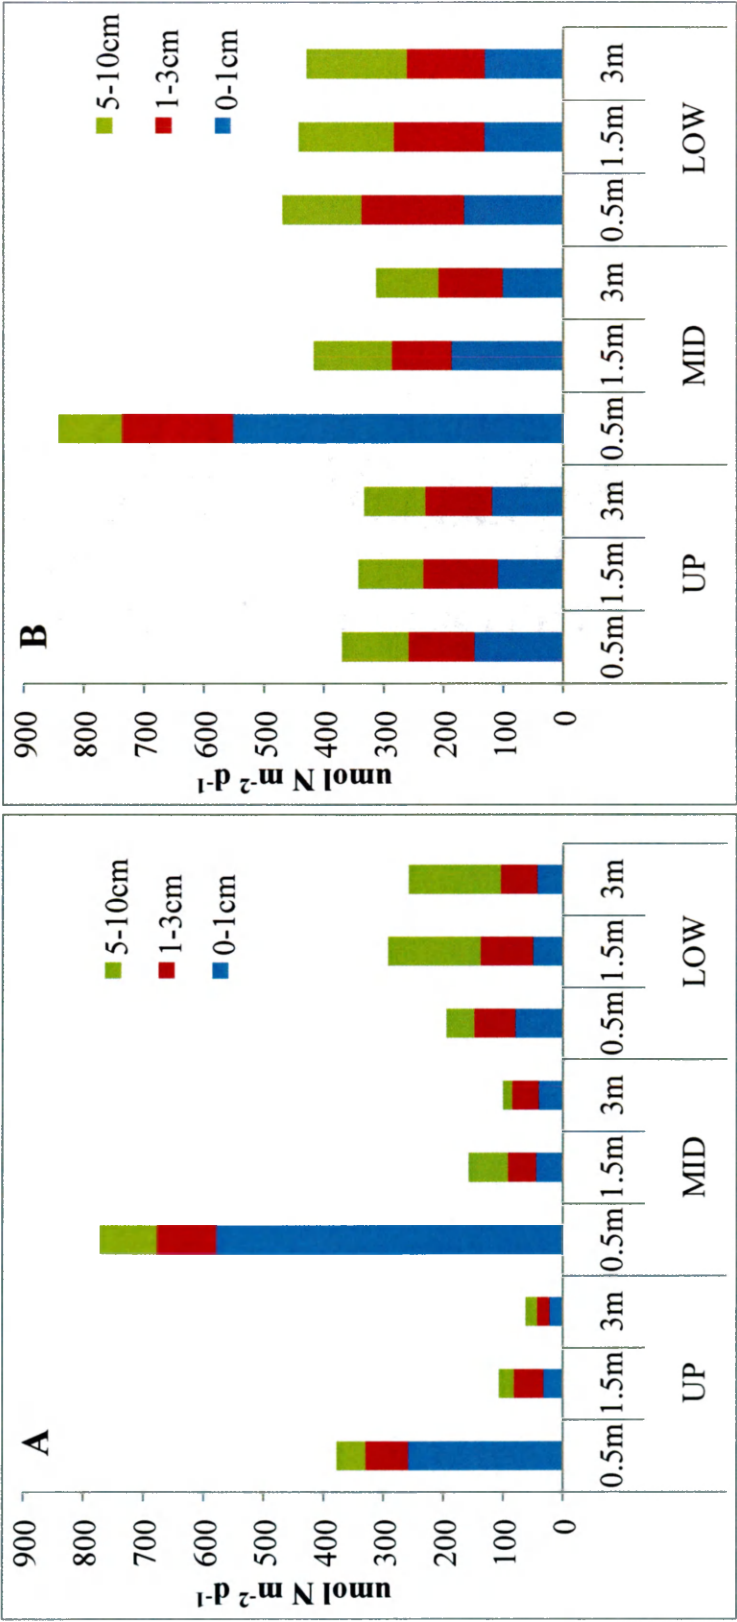 A
900
800
700
600
500
400
300
200
100
0
umol N m-2 d-1
5-10cm
1-3cm
0-1cm
0.5m 1.5m 3m 0.5m 1.5m 3m 0.5m 1.5m 3m
UP MID LOW
B
900
800
700
600
500
400
300
200
100
0
umol N m-2 d-1
5-10cm
1-3cm
0-1cm
0.5m 1.5m 3m 0.5m 1.5m 3m 0.5m 1.5m 3m
UP MID LOW